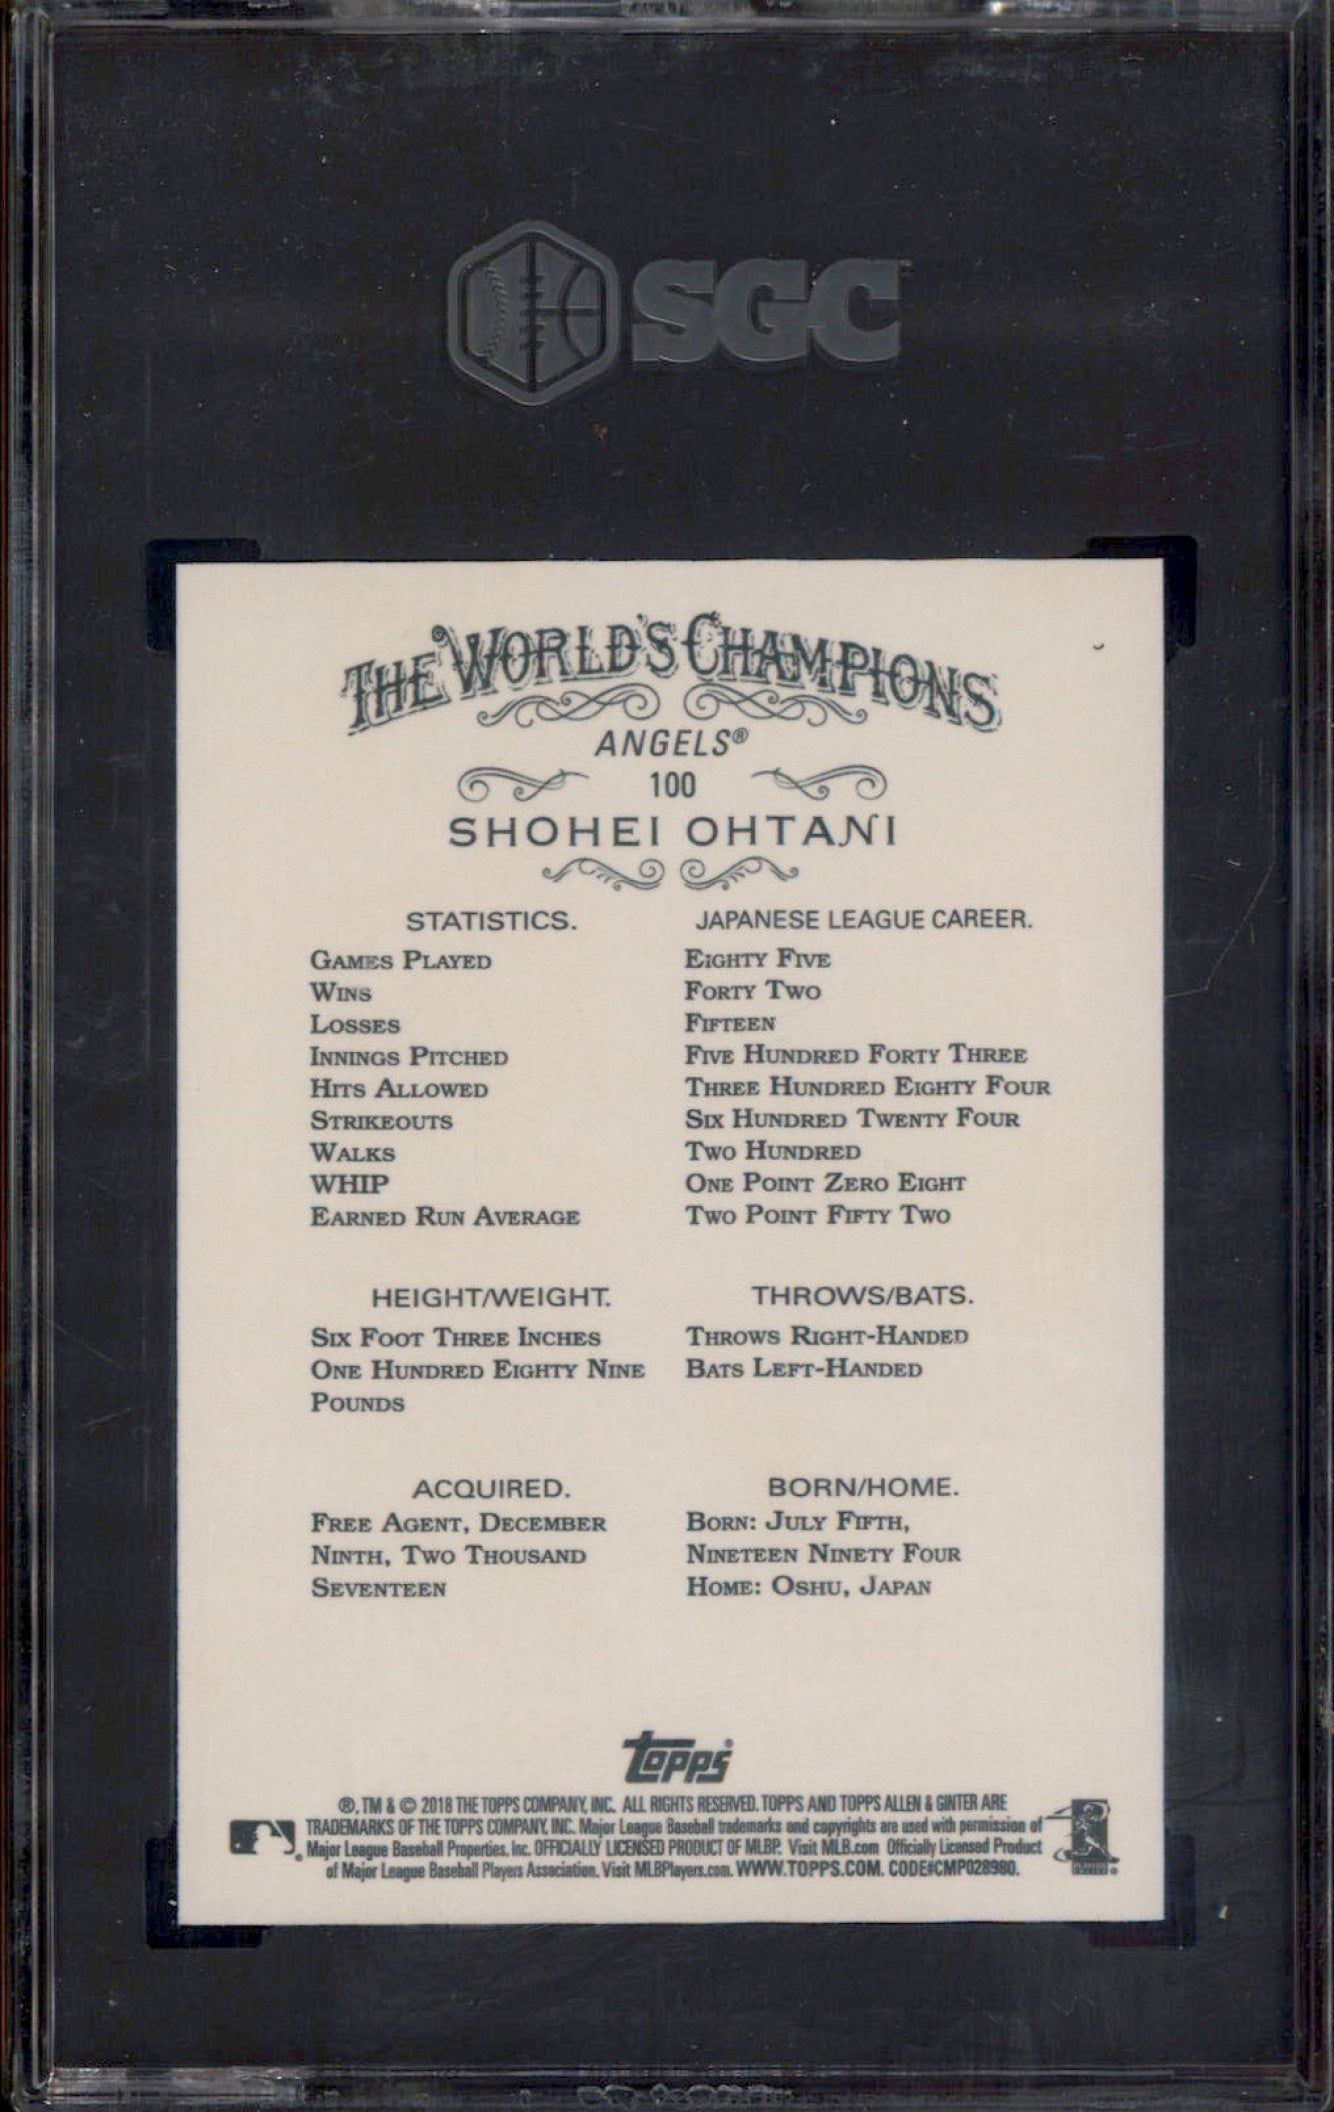 SGC
THE WORLD'S CHAMPIONS
ANGELS®
100
SHOHEI OHTANI
STATISTICS. JAPANESE LEAGUE CAREER.
GAMES PLAYED EIGHTY FIVE
WINS FORTY TWO
LOSSES FIFTEEN
INNINGS PITCHED FIVE HUNDRED FORTY THREE
HITS ALLOWED THREE HUNDRED EIGHTY FOUR
STRIKEOUTS SIX HUNDRED TWENTY FOUR
WALKS TWO HUNDRED
WHIP ONE POINT ZERO EIGHT
EARNED RUN AVERAGE TWO POINT FIFTY TWO
HEIGHT/WEIGHT.
SIX FOOT THREE INCHES
ONE HUNDRED EIGHTY NINE
POUNDS
THROWS/BATS.
THROWS RIGHT-HANDED
BATS LEFT-HANDED
ACQUIRED.
FREE AGENT, DECEMBER
NINTH, TWO THOUSAND
SEVENTEEN
BORN/HOME.
BORN: JULY FIFTH,
NINETEEN NINETY FOUR
HOME: OSHU, JAPAN
topps
®, TM & © 2018 THE TOPPS COMPANY, INC. ALL RIGHTS RESERVED. TOPPS AND TOPPS ALLEN & GINTER ARE
TRADEMARKS OF THE TOPPS COMPANY, INC. Major League Baseball trademarks and copyrights are used with permission of
Major League Baseball Properties, Inc. OFFICIALLY LICENSED PRODUCT OF MLBP. Visit MLB.com Officially Licensed Product
of Major League Baseball Players Association. Visit MLBPlayers.com. WWW.TOPPS.COM. CODE#CMP028980.